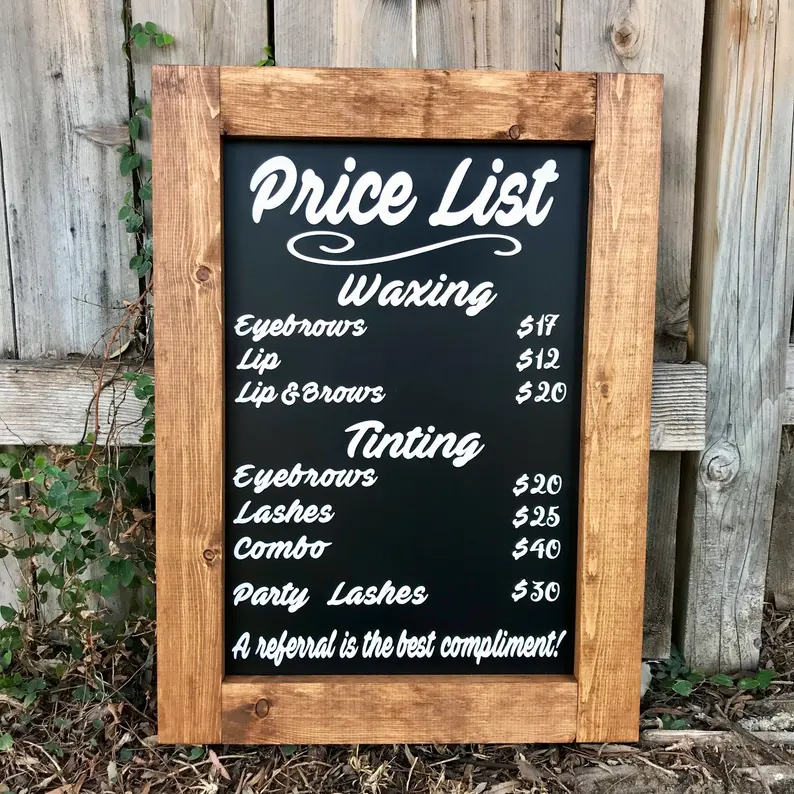 Price List
Waxing
Eyebrows $17
Lip $12
Lip & Brows $20
Tinting
Eyebrows $20
Lashes $25
Combo $40
Party Lashes $30
A referral is the best compliment!